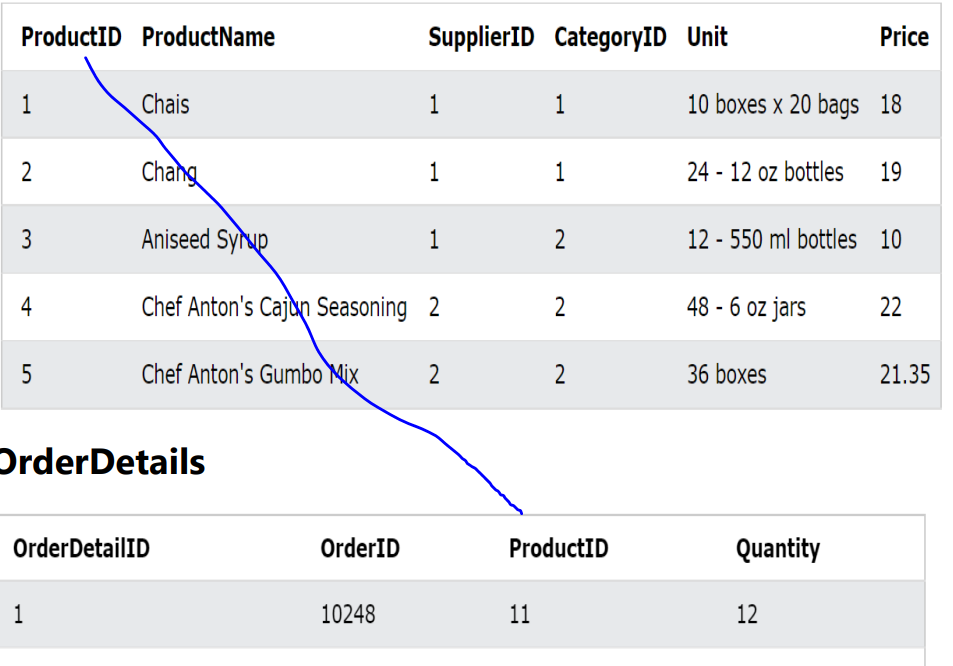 ProductID ProductName SupplierID CategoryID Unit Price
1 Chais 1 1 10 boxes x 20 bags 18
2 Chang 1 1 24 - 12 oz bottles 19
3 Aniseed Syrup 1 2 12 - 550 ml bottles 10
4 Chef Anton's Cajun Seasoning 2 2 48 - 6 oz jars 22
5 Chef Anton's Gumbo Mix 2 2 36 boxes 21.35
OrderDetails
OrderDetailID OrderID ProductID Quantity
1 10248 11 12